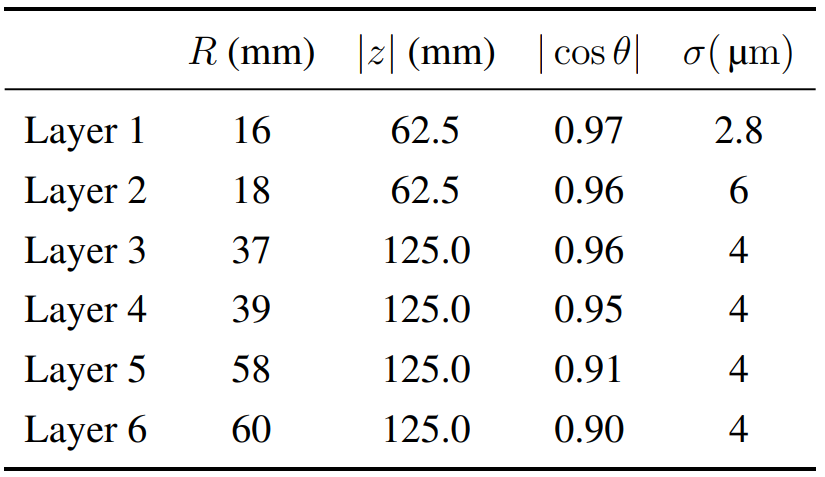 R (mm) |z| (mm) |cos θ| σ(μm)
Layer 1 16 62.5 0.97 2.8
Layer 2 18 62.5 0.96 6
Layer 3 37 125.0 0.96 4
Layer 4 39 125.0 0.95 4
Layer 5 58 125.0 0.91 4
Layer 6 60 125.0 0.90 4